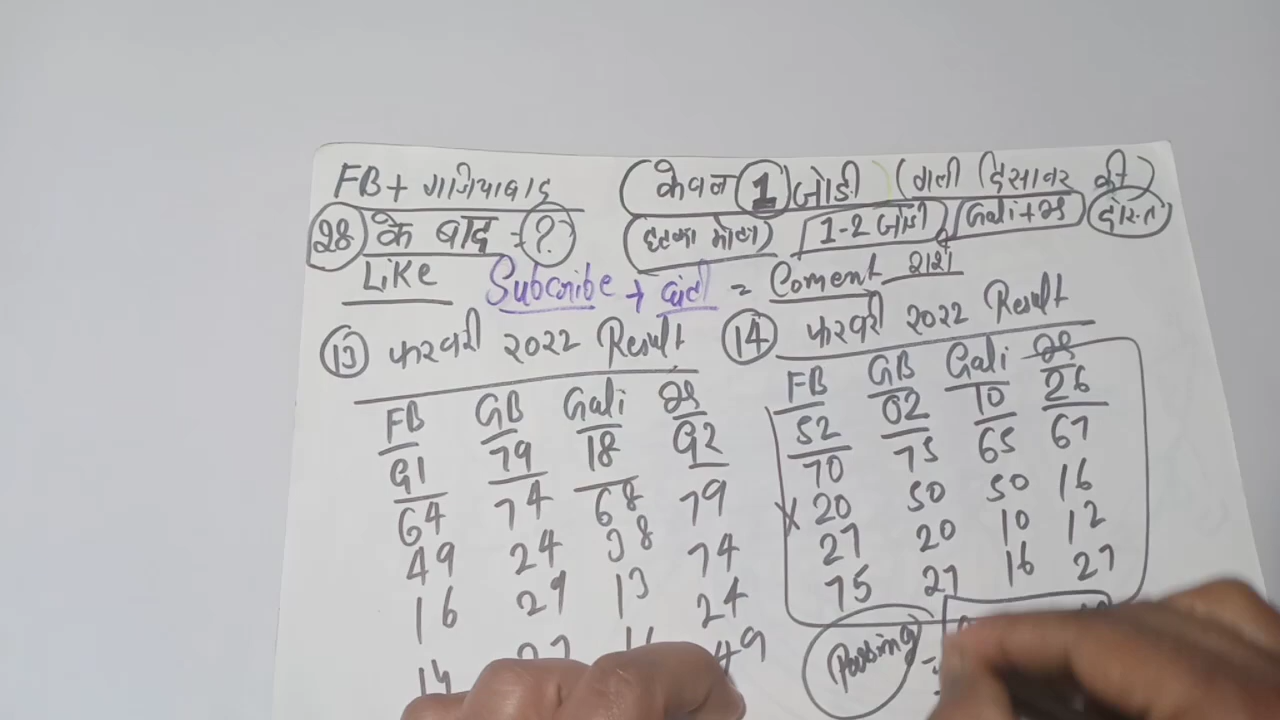 FB + गाजियाबाद
केवल 1 जोड़ी (गली दिसावर की)
28 के बाद = ?
1-2 जोड़ी Gali + DS दोस्त
Like Subscribe + घंटी = Coment
13 फरवरी 2022 Result
FB GB Gali DS
91 79 18 92
64 74 68 79
49 24 38 74
16 29 13 24
49
14 फरवरी 2022 Result
FB GB Gali DS
52 02 10 26
70 75 65 67
X 20 50 50 16
27 20 10 12
75 27 16 27
Passing